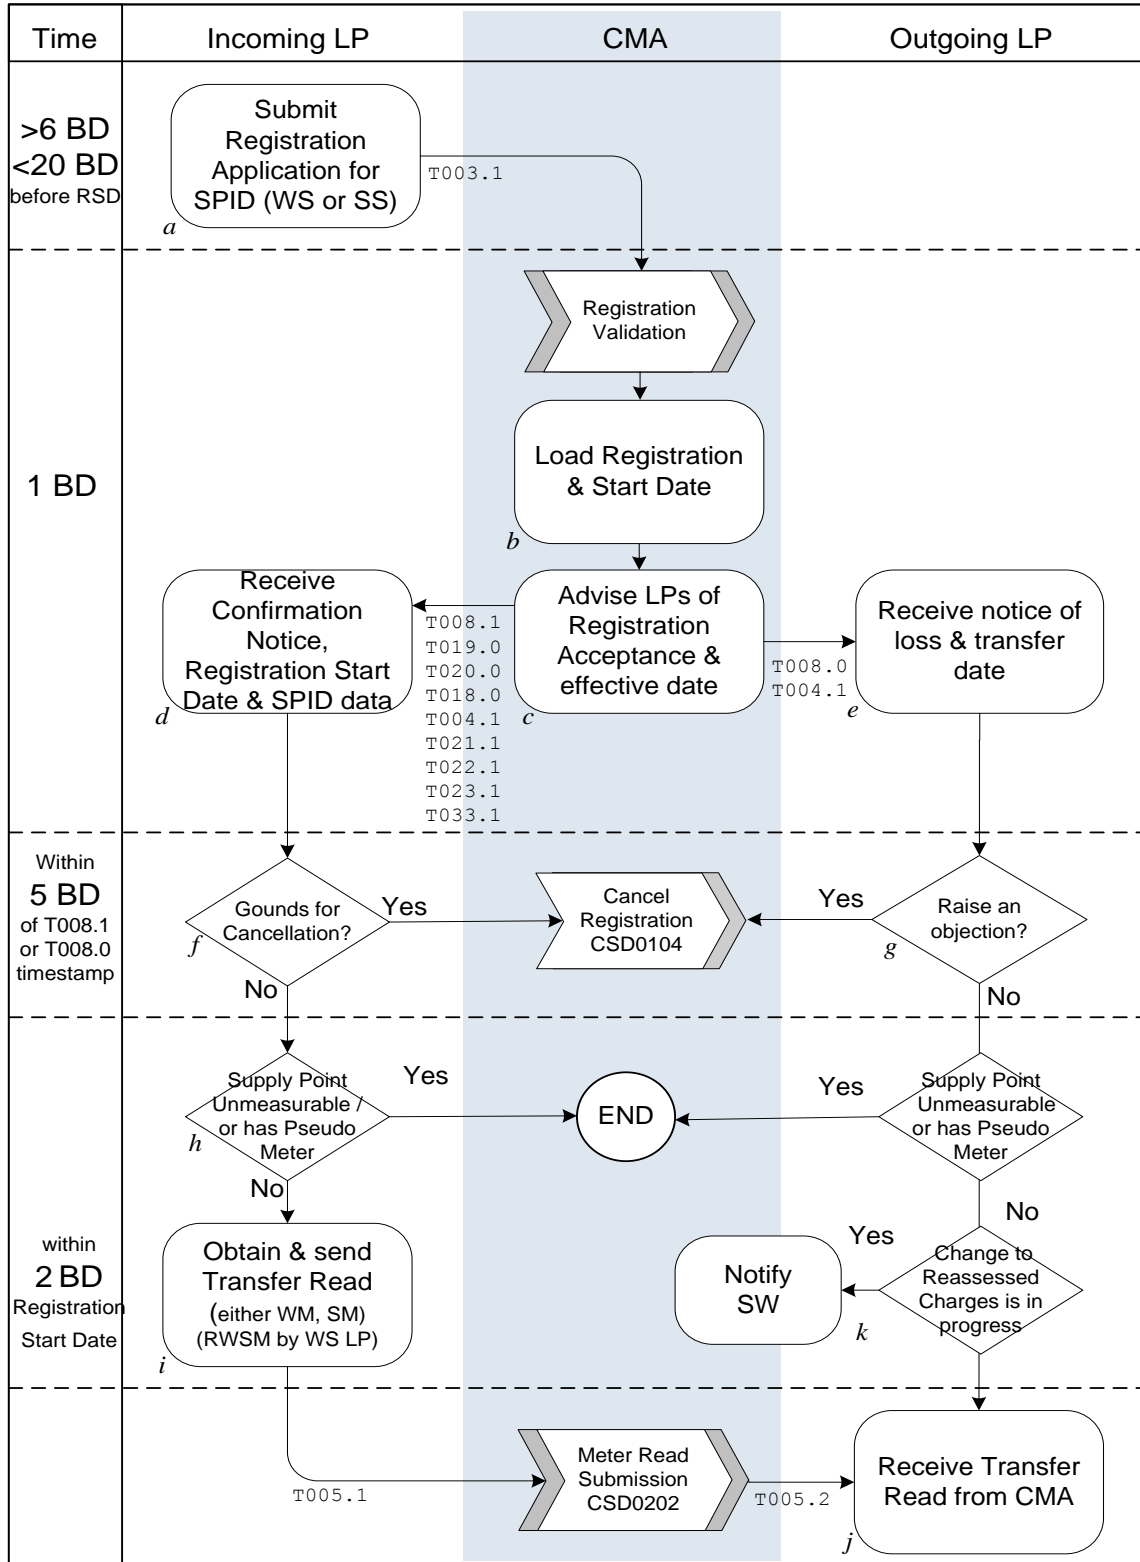 Time
Incoming LP
CMA
Outgoing LP
>6 BD
<20 BD
before RSD
Submit
Registration
Application for
SPID (WS or SS)
a
T003.1
1 BD
Registration
Validation
Load Registration
& Start Date
b
Receive
Confirmation
Notice,
Registration Start
Date & SPID data
d
T008.1
T019.0
T020.0
T018.0
T004.1
T021.1
T022.1
T023.1
T033.1
Advise LPs of
Registration
Acceptance &
effective date
c
T008.0
T004.1
Receive notice of
loss & transfer
date
e
Within
5 BD
of T008.1
or T008.0
timestamp
Gounds for
Cancellation?
f
Yes
No
Cancel
Registration
CSD0104
Yes
Raise an
objection?
g
No
within
2 BD
Registration
Start Date
Supply Point
Unmeasurable /
or has Pseudo
Meter
h
Yes
No
END
Yes
Supply Point
Unmeasurable
or has Pseudo
Meter
No
Obtain & send
Transfer Read
(either WM, SM)
(RWSM by WS LP)
i
Notify
SW
Yes
k
Change to
Reassessed
Charges is in
progress
T005.1
Meter Read
Submission
CSD0202
T005.2
Receive Transfer
Read from CMA
j